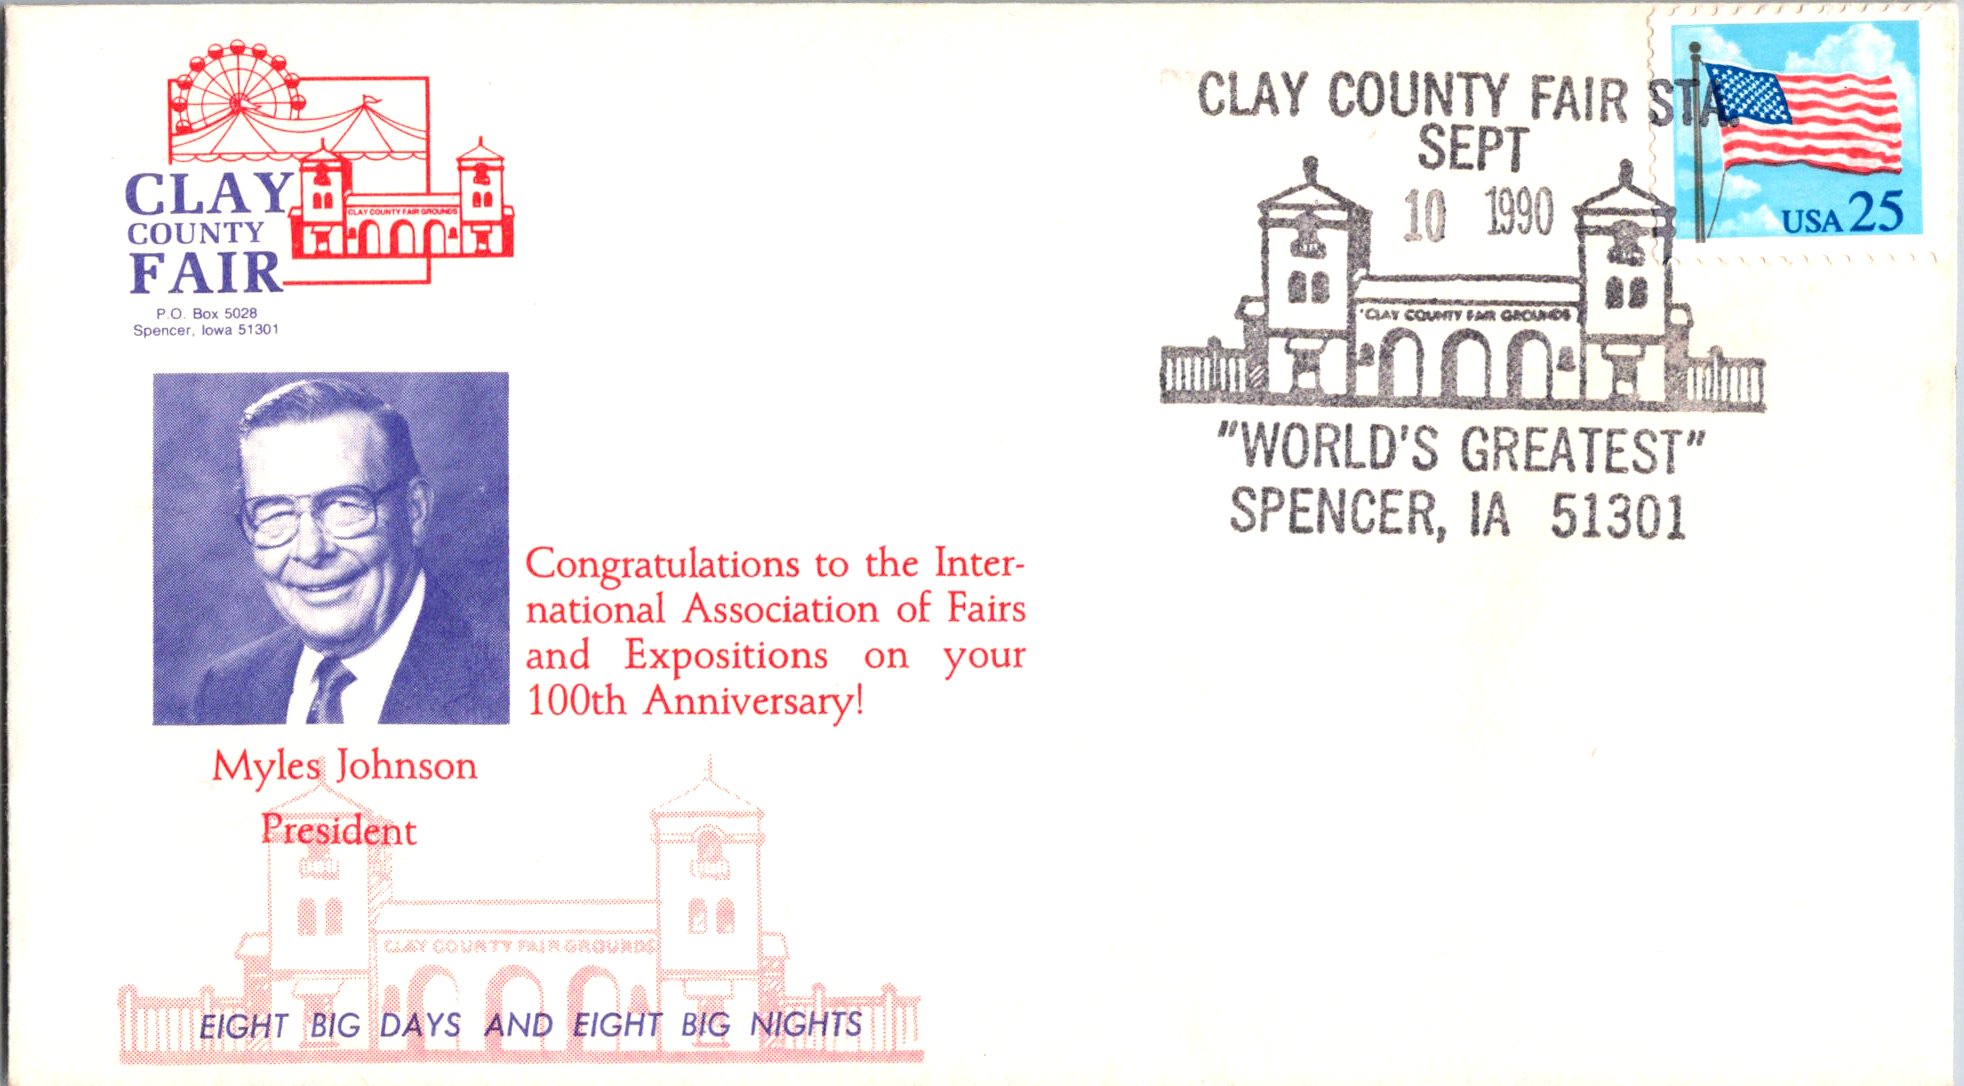 CLAY
COUNTY
FAIR
P.O. Box 5028
Spencer, Iowa 51301
CLAY COUNTY FAIR GROUNDS
CLAY COUNTY FAIR STA.
SEPT
10 1990
CLAY COUNTY FAIR GROUNDS
"WORLD'S GREATEST"
SPENCER, IA 51301
USA 25
Congratulations to the Inter-
national Association of Fairs
and Expositions on your
100th Anniversary!
Myles Johnson
President
CLAY COUNTY FAIR GROUNDS
EIGHT BIG DAYS AND EIGHT BIG NIGHTS